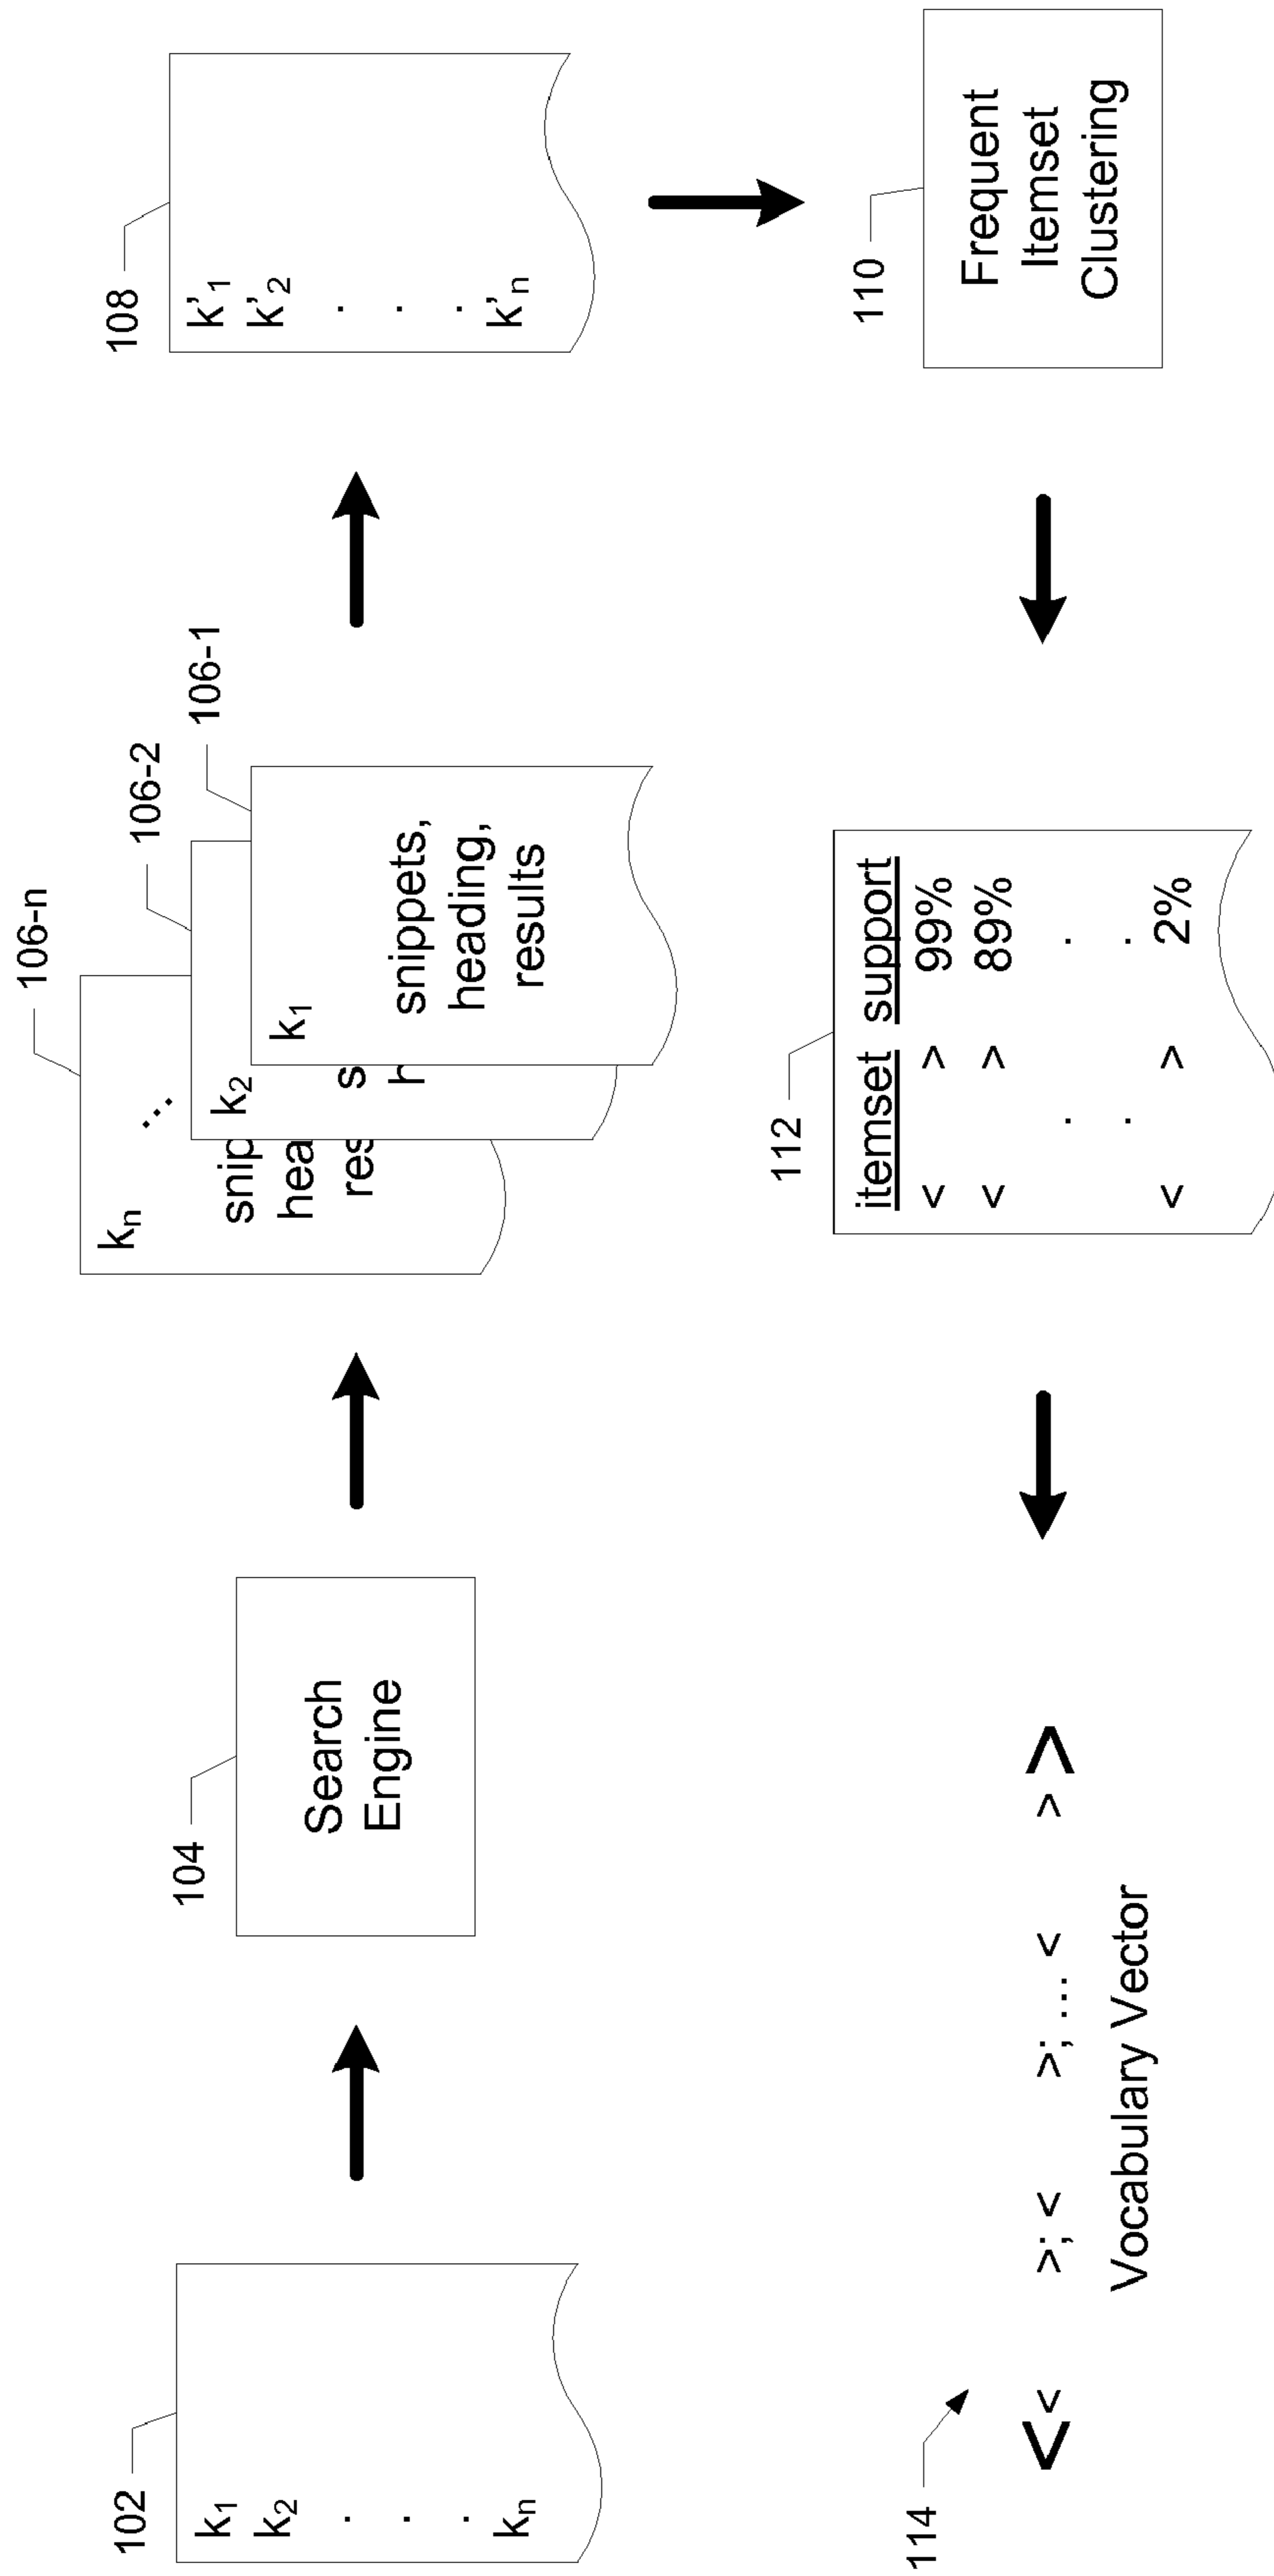 102
k1
k2
.
.
.
kn
104
Search
Engine
106-n
kn
...
snip
hea
res
106-2
k2
s
h
106-1
k1
snippets,
heading,
results
108
k'1
k'2
.
.
.
k'n
110
Frequent
Itemset
Clustering
112
itemset support
< > 99%
< > 89%
. .
. .
< > 2%
114
< < >; < >; ... < > >
Vocabulary Vector